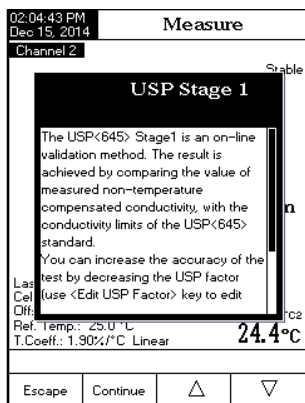 02:04:43 PM
Dec 15, 2014
Measure
Channel 2
Stable
USP Stage 1
The USP<645> Stage1 is an on-line
validation method. The result is
achieved by comparing the value of
measured non-temperature
compensated conductivity, with the
conductivity limits of the USP<645>
standard.
You can increase the accuracy of the
test by decreasing the USP factor
(use <Edit USP Factor> key to edit
Las
Cel
Off:
Ref. Temp.: 25.0 °C
T.Coeff.: 1.90%/°C Linear
24.4°C
Escape
Continue
△
▽